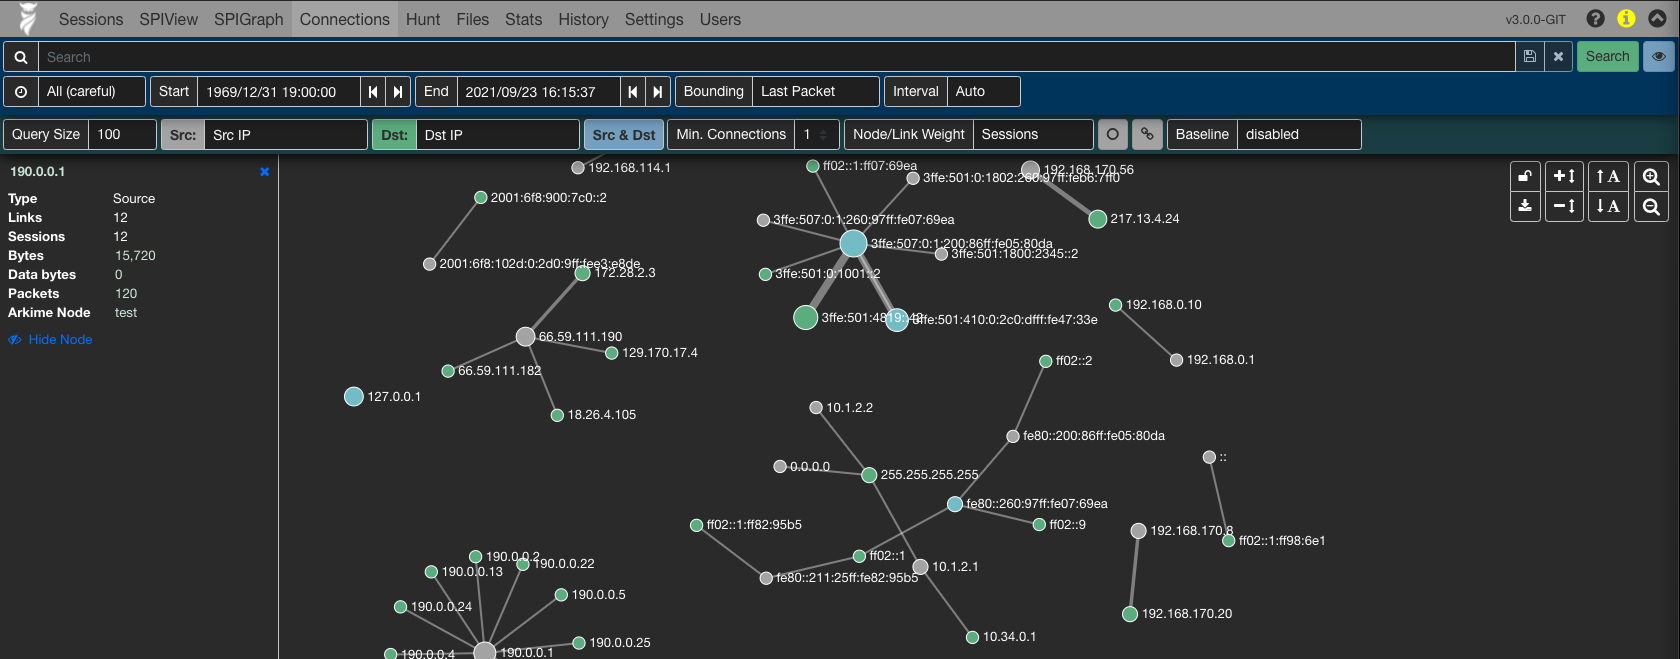 Sessions SPIView SPIGraph Connections Hunt Files Stats History Settings Users v3.0.0-GIT
Search Search
All (careful) Start 1969/12/31 19:00:00 End 2021/09/23 16:15:37 Bounding Last Packet Interval Auto
Query Size 100 Src: Src IP Dst: Dst IP Src & Dst Min. Connections 1 Node/Link Weight Sessions Baseline disabled
190.0.0.1
Type Source
Links 12
Sessions 12
Bytes 15,720
Data bytes 0
Packets 120
Arkime Node test
Hide Node
192.168.114.1
ff02::1:ff07:69ea
192.168.170.56
3ffe:501:0:1802:260:97ff:feb6:7ff0
2001:6f8:900:7c0::2
3ffe:507:0:1:260:97ff:fe07:69ea
217.13.4.24
3ffe:507:0:1:200:86ff:fe05:80da
3ffe:501:1800:2345::2
2001:6f8:102d:0:2d0:9ff:fee3:e8de
172.28.2.3
3ffe:501:0:1001::2
192.168.0.10
3ffe:501:4819::42
3ffe:501:410:0:2c0:dfff:fe47:33e
66.59.111.190
129.170.17.4
192.168.0.1
ff02::2
66.59.111.182
127.0.0.1
18.26.4.105
10.1.2.2
fe80::200:86ff:fe05:80da
::
0.0.0.0
255.255.255.255
fe80::260:97ff:fe07:69ea
ff02::1:ff82:95b5
ff02::9
192.168.170.8
ff02::1:ff98:6e1
190.0.0.2
ff02::1
190.0.0.22
190.0.0.13
10.1.2.1
fe80::211:25ff:fe82:95b5
190.0.0.5
190.0.0.24
192.168.170.20
10.34.0.1
190.0.0.25
190.0.0.4
190.0.0.1